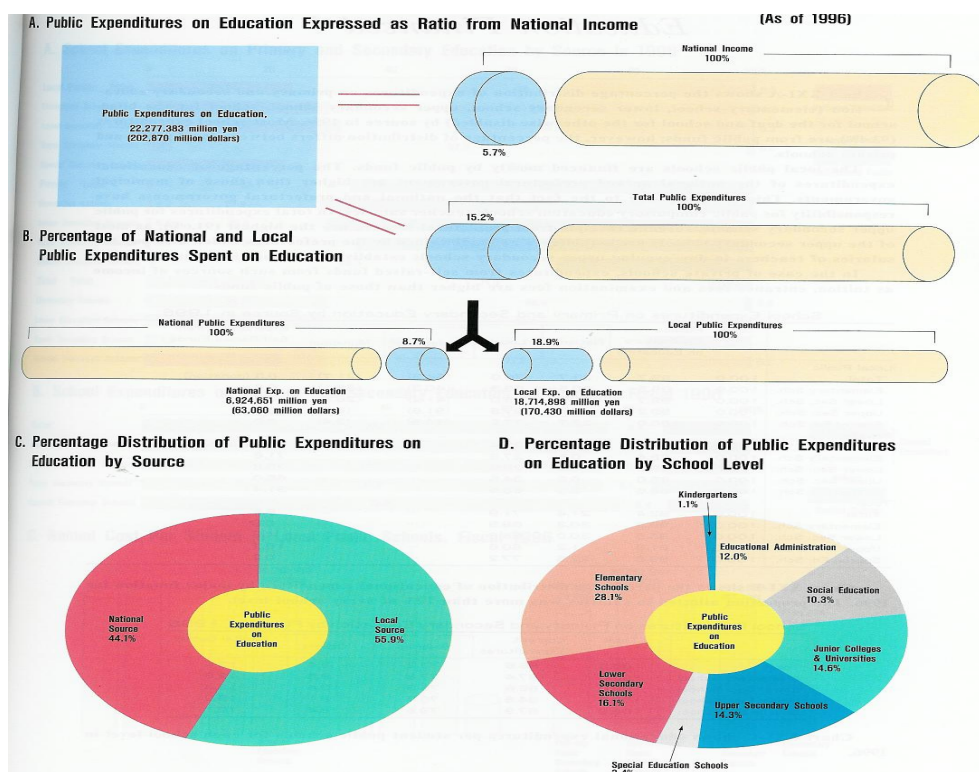 A. Public Expenditures on Education Expressed as Ratio from National Income
(As of 1996)
National Income
100%
Public Expenditures on Education,
22,277.383 million yen
(202,870 million dollars)
5.7%
Total Public Expenditures
100%
15.2%
B. Percentage of National and Local
Public Expenditures Spent on Education
National Public Expenditures
100%
8.7%
18.9%
Local Public Expenditures
100%
National Exp. on Education
6,924.651 million yen
(63,060 million dollars)
Local Exp. on Education
18,714,898 million yen
(170.430 million dollars)
C. Percentage Distribution of Public Expenditures on
Education by Source
National
Source
44.1%
Public
Expenditures
on
Education
Local
Source
55.9%
D. Percentage Distribution of Public Expenditures
on Education by School Level
Kindergartens
1.1%
Educational Administration
12.0%
Social Education
10.3%
Junior Colleges
& Universities
14.6%
Upper Secondary Schools
14.3%
Special Education Schools
Lower
Secondary
Schools
16.1%
Elementary
Schools
28.1%
Public
Expenditures
on
Education